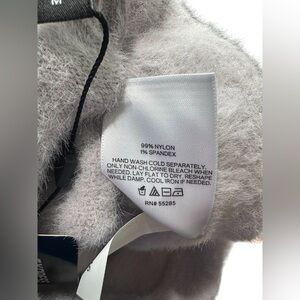 M
99% NYLON
1% SPANDEX
HAND WASH COLD SEPARATELY.
ONLY NON-CHLORINE BLEACH WHEN
NEEDED. LAY FLAT TO DRY. RESHAPE
WHILE DAMP, COOL IRON IF NEEDED.
RN# 55285